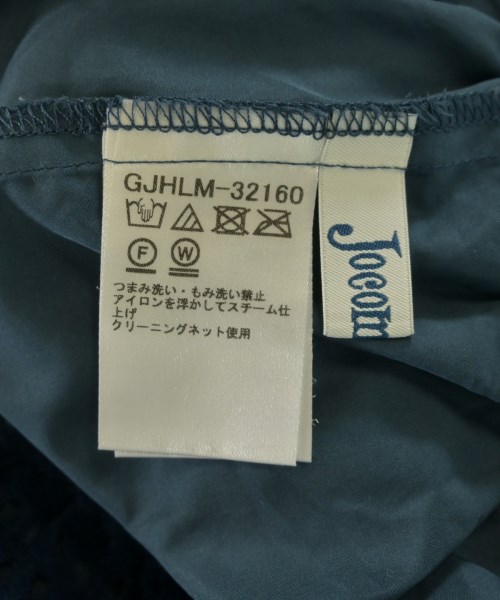 GJHLM-32160
F W
つまみ洗い・もみ洗い禁止
アイロンを浮かしてスチーム仕
上げ
クリーニングネット使用